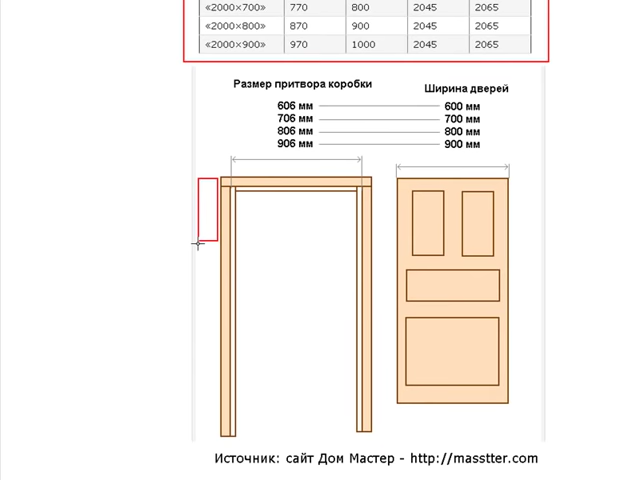 «2000×700» 770 800 2045 2065
«2000×800» 870 900 2045 2065
«2000×900» 970 1000 2045 2065
Размер притвора коробки Ширина дверей
606 мм 600 мм
706 мм 700 мм
806 мм 800 мм
906 мм 900 мм
Источник: сайт Дом Мастер - http://masstter.com